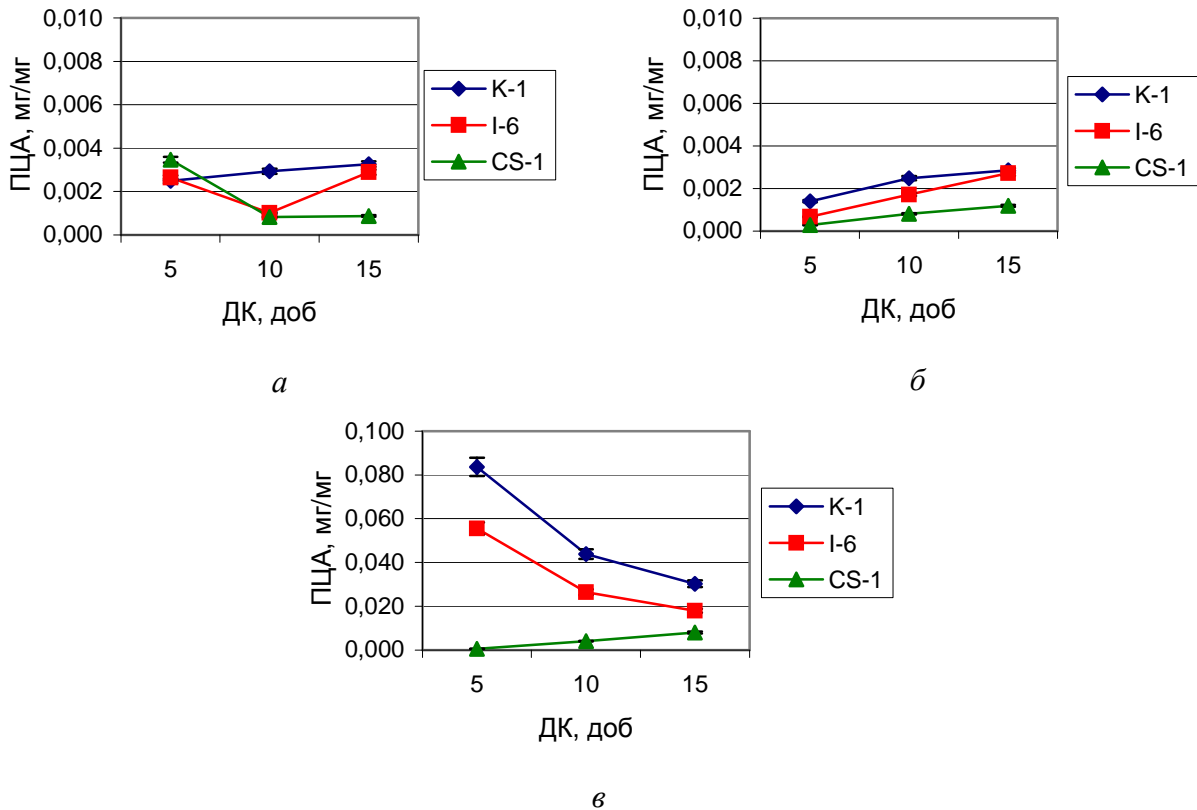 0,010
0,008
0,006
0,004
0,002
0,000
ПЦА, мг/мг
5 10 15
ДК, доб
K-1
I-6
CS-1
а
0,010
0,008
0,006
0,004
0,002
0,000
ПЦА, мг/мг
5 10 15
ДК, доб
K-1
I-6
CS-1
б
0,100
0,080
0,060
0,040
0,020
0,000
ПЦА, мг/мг
5 10 15
ДК, доб
K-1
I-6
CS-1
в